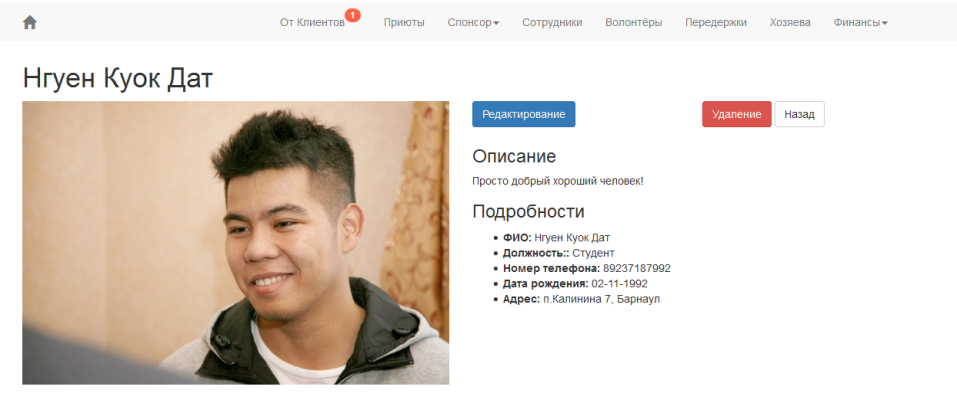 От Клиентов 1 Приюты Спонсор Сотрудники Волонтёры Передержки Хозяева Финансы
Нгуен Куок Дат
Редактирование Удаление Назад
Описание
Просто добрый хороший человек!
Подробности
ФИО: Нгуен Куок Дат
Должность:: Студент
Номер телефона: 89237187992
Дата рождения: 02-11-1992
Адрес: п.Калинина 7, Барнаул